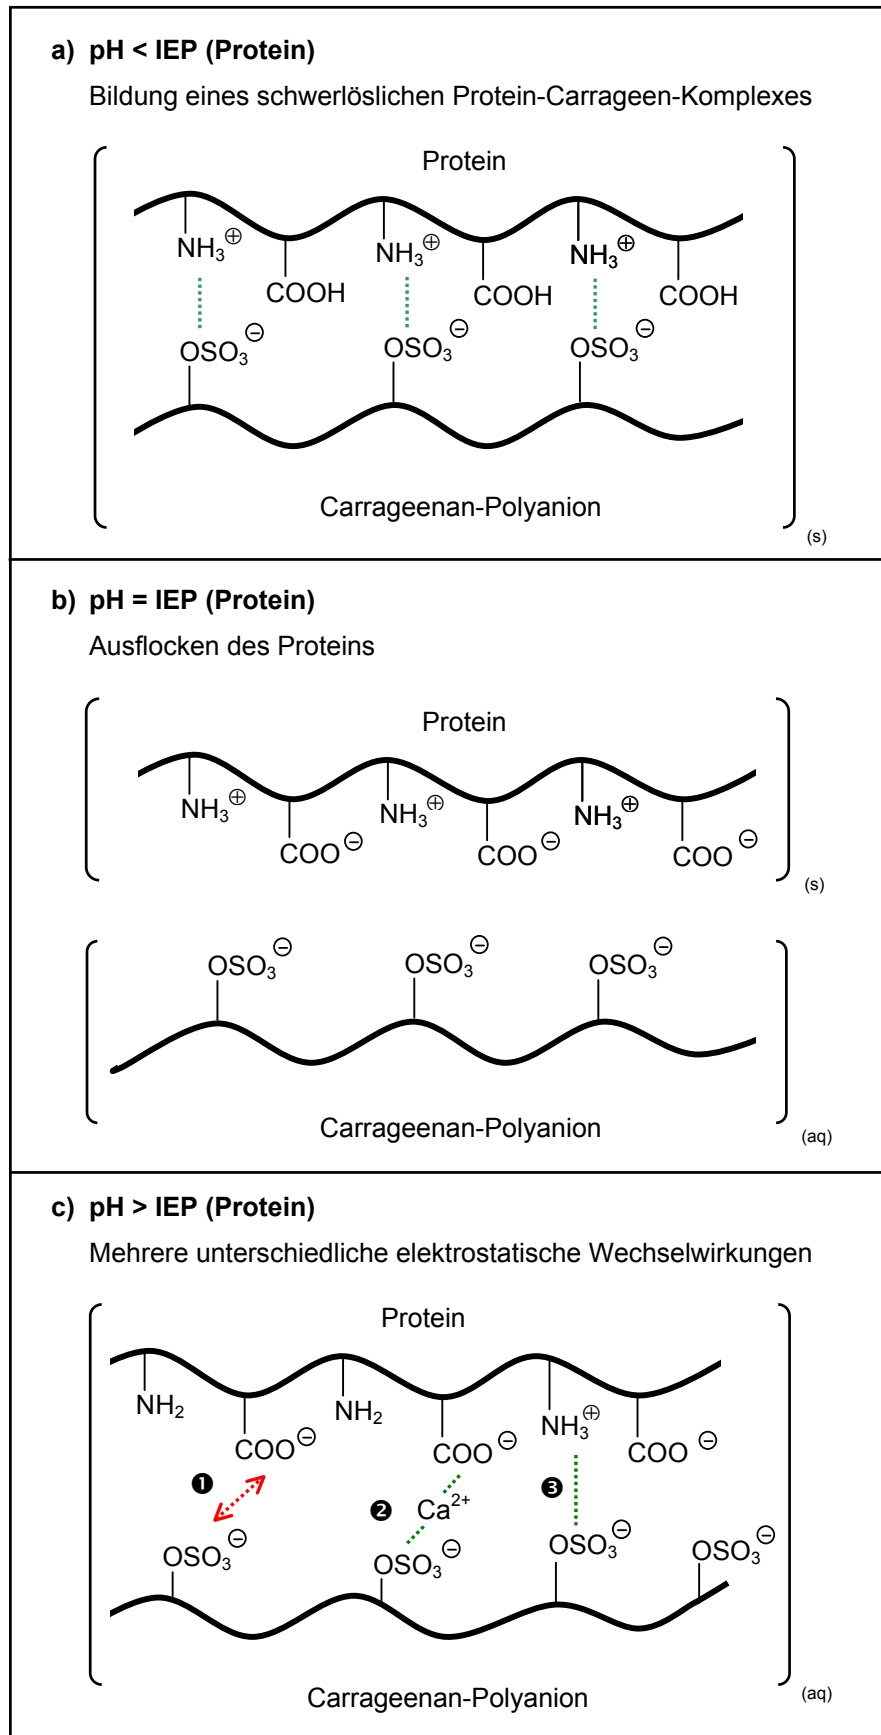 a) pH < IEP (Protein)
Bildung eines schwerlöslichen Protein-Carrageen-Komplexes
Protein
NH₃⊕ NH₃⊕ NH₃⊕
COOH COOH COOH
OSO₃⊖ OSO₃⊖ OSO₃⊖
Carrageenan-Polyanion
(s)
b) pH = IEP (Protein)
Ausflocken des Proteins
Protein
NH₃⊕ NH₃⊕ NH₃⊕
COO⊖ COO⊖ COO⊖
(s)
OSO₃⊖ OSO₃⊖ OSO₃⊖
Carrageenan-Polyanion
(aq)
c) pH > IEP (Protein)
Mehrere unterschiedliche elektrostatische Wechselwirkungen
Protein
NH₂ NH₂ NH₃⊕
COO⊖ COO⊖ COO⊖
❶ ❷ Ca²⁺ ❸
OSO₃⊖ OSO₃⊖ OSO₃⊖ OSO₃⊖
Carrageenan-Polyanion
(aq)